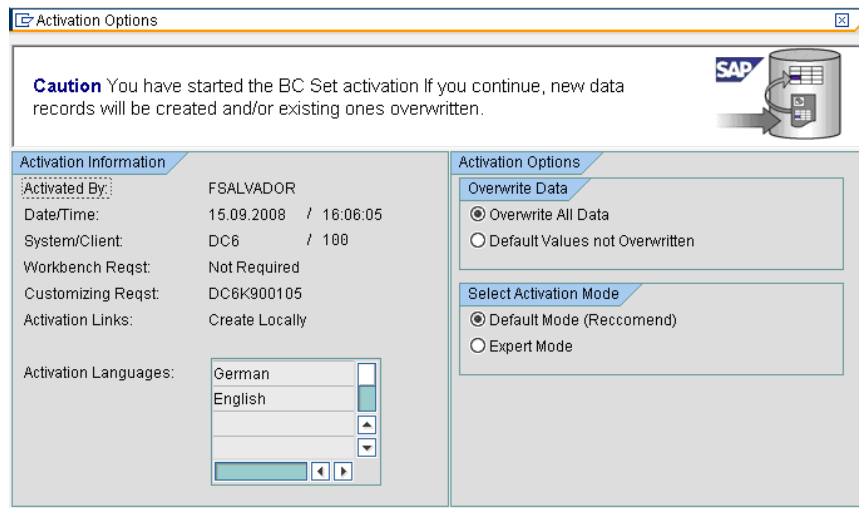 Activation Options
Caution You have started the BC Set activation If you continue, new data
records will be created and/or existing ones overwritten.
SAP
Activation Information
Activated By: FSALVADOR
Date/Time: 15.09.2008 / 16:06:05
System/Client: DC6 / 100
Workbench Reqst: Not Required
Customizing Reqst: DC6K900105
Activation Links: Create Locally
Activation Languages: German
English
Activation Options
Overwrite Data
Overwrite All Data
Default Values not Overwritten
Select Activation Mode
Default Mode (Reccomend)
Expert Mode